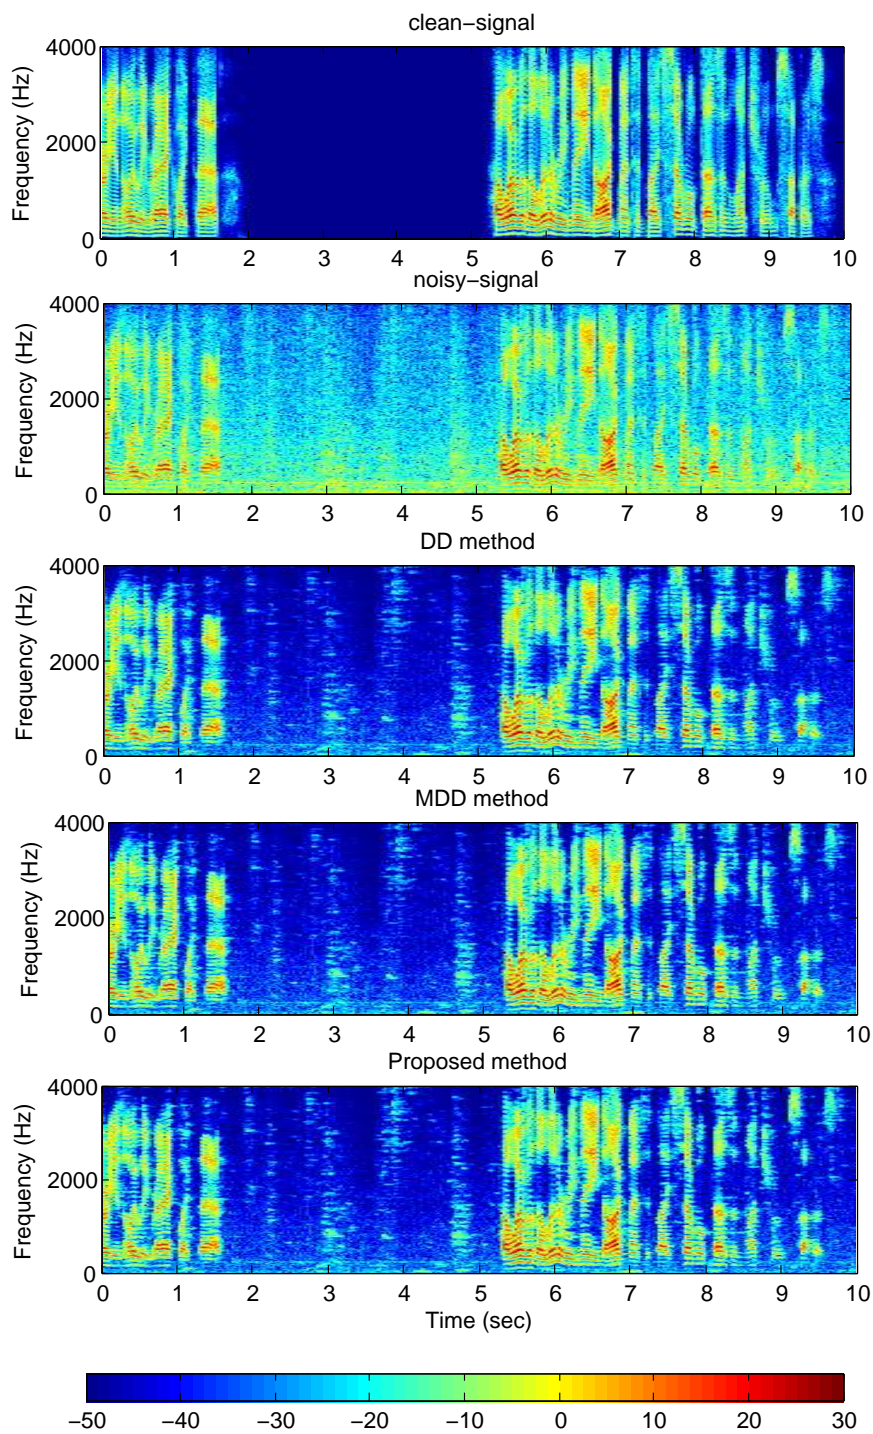 clean−signal
4000
2000
0
Frequency (Hz)
0 1 2 3 4 5 6 7 8 9 10
noisy−signal
4000
2000
0
Frequency (Hz)
0 1 2 3 4 5 6 7 8 9 10
DD method
4000
2000
0
Frequency (Hz)
0 1 2 3 4 5 6 7 8 9 10
MDD method
4000
2000
0
Frequency (Hz)
0 1 2 3 4 5 6 7 8 9 10
Proposed method
4000
2000
0
Frequency (Hz)
0 1 2 3 4 5 6 7 8 9 10
Time (sec)
−50 −40 −30 −20 −10 0 10 20 30